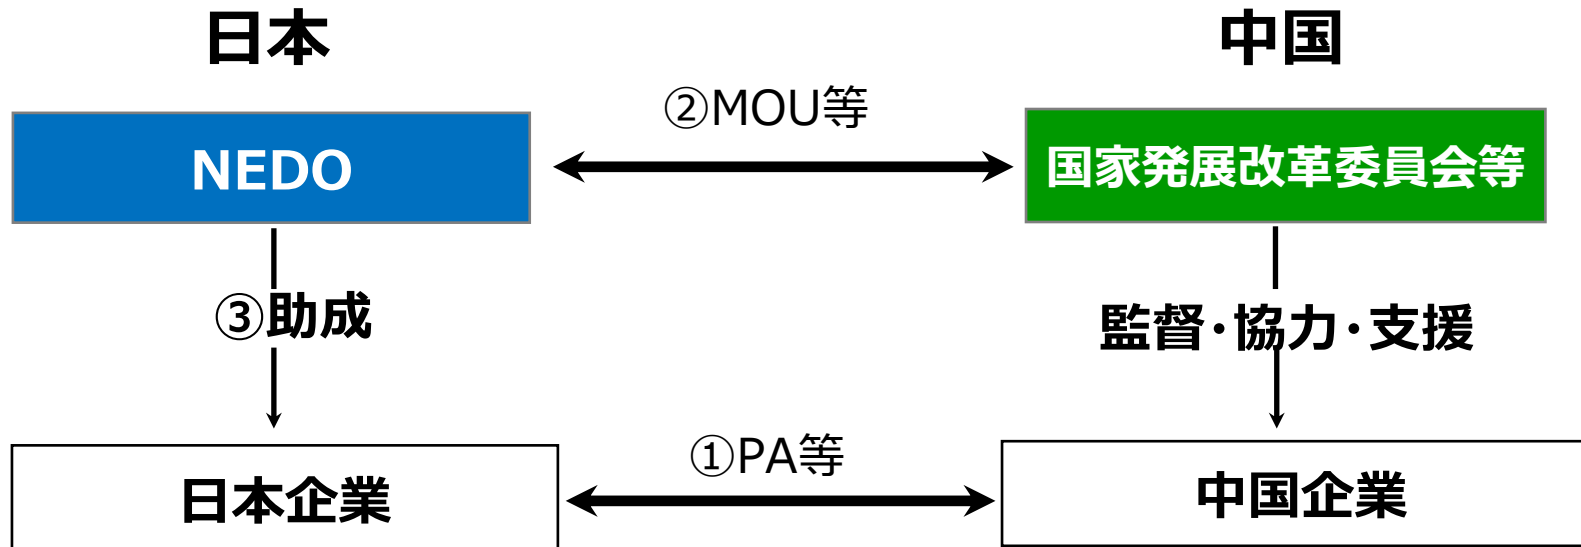 日本
中国
②MOU等
NEDO
国家発展改革委員会等
③助成
監督・協力・支援
①PA等
日本企業
中国企業